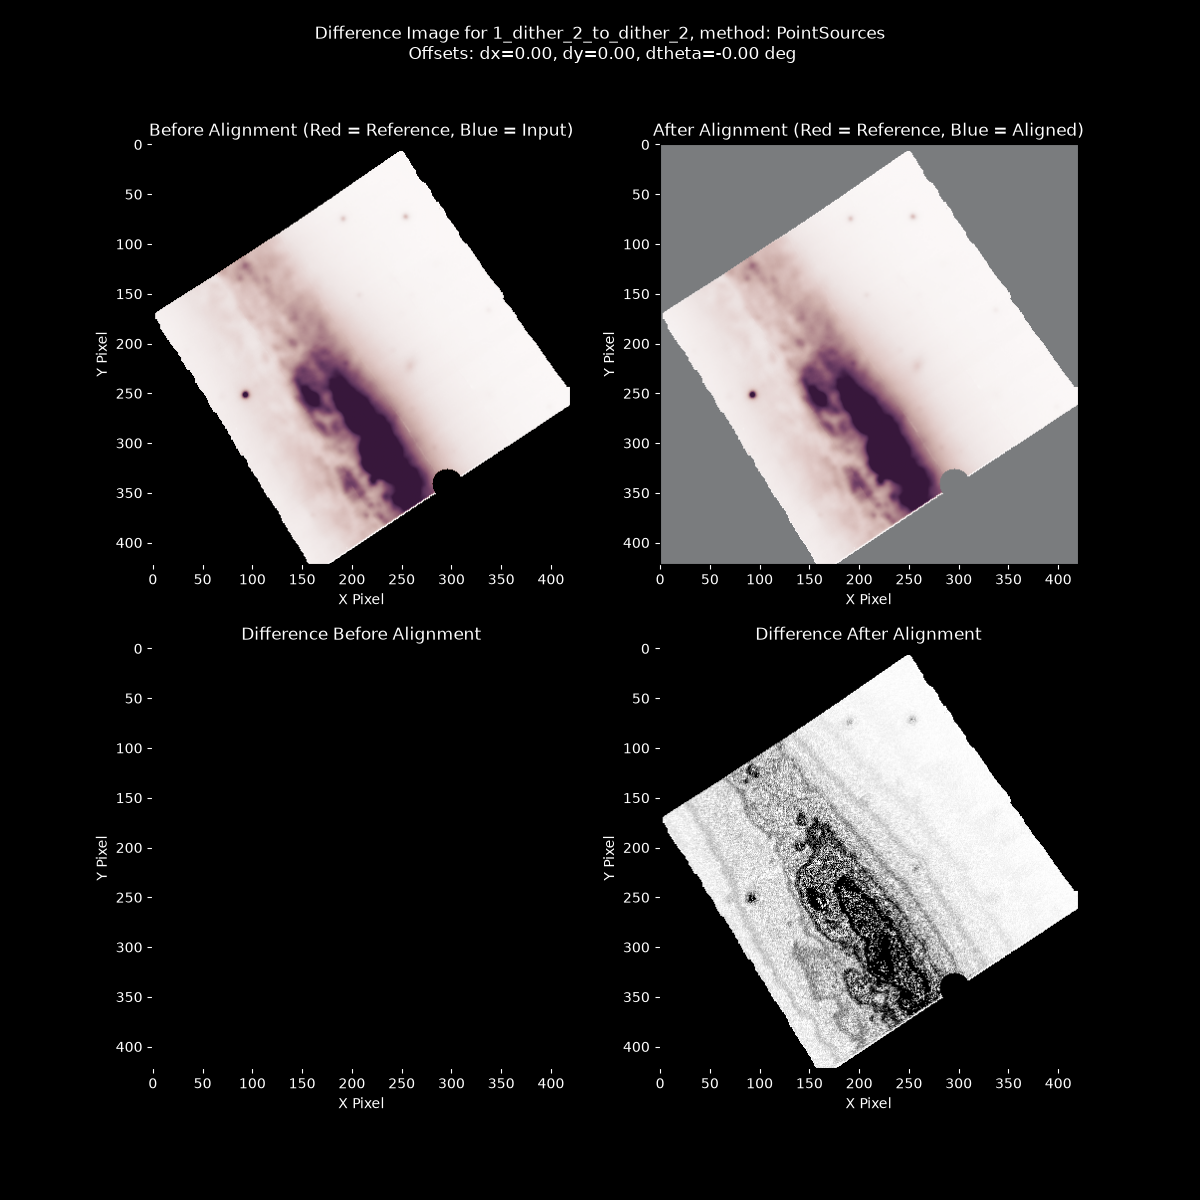 Difference Image for 1_dither_2_to_dither_2, method: PointSources
Offsets: dx=0.00, dy=0.00, dtheta=-0.00 deg
Before Alignment (Red = Reference, Blue = Input)
0
50
100
150
200
250
300
350
400
Y Pixel
0 50 100 150 200 250 300 350 400
X Pixel
After Alignment (Red = Reference, Blue = Aligned)
0
50
100
150
200
250
300
350
400
Y Pixel
0 50 100 150 200 250 300 350 400
X Pixel
Difference Before Alignment
0
50
100
150
200
250
300
350
400
Y Pixel
0 50 100 150 200 250 300 350 400
X Pixel
Difference After Alignment
0
50
100
150
200
250
300
350
400
Y Pixel
0 50 100 150 200 250 300 350 400
X Pixel